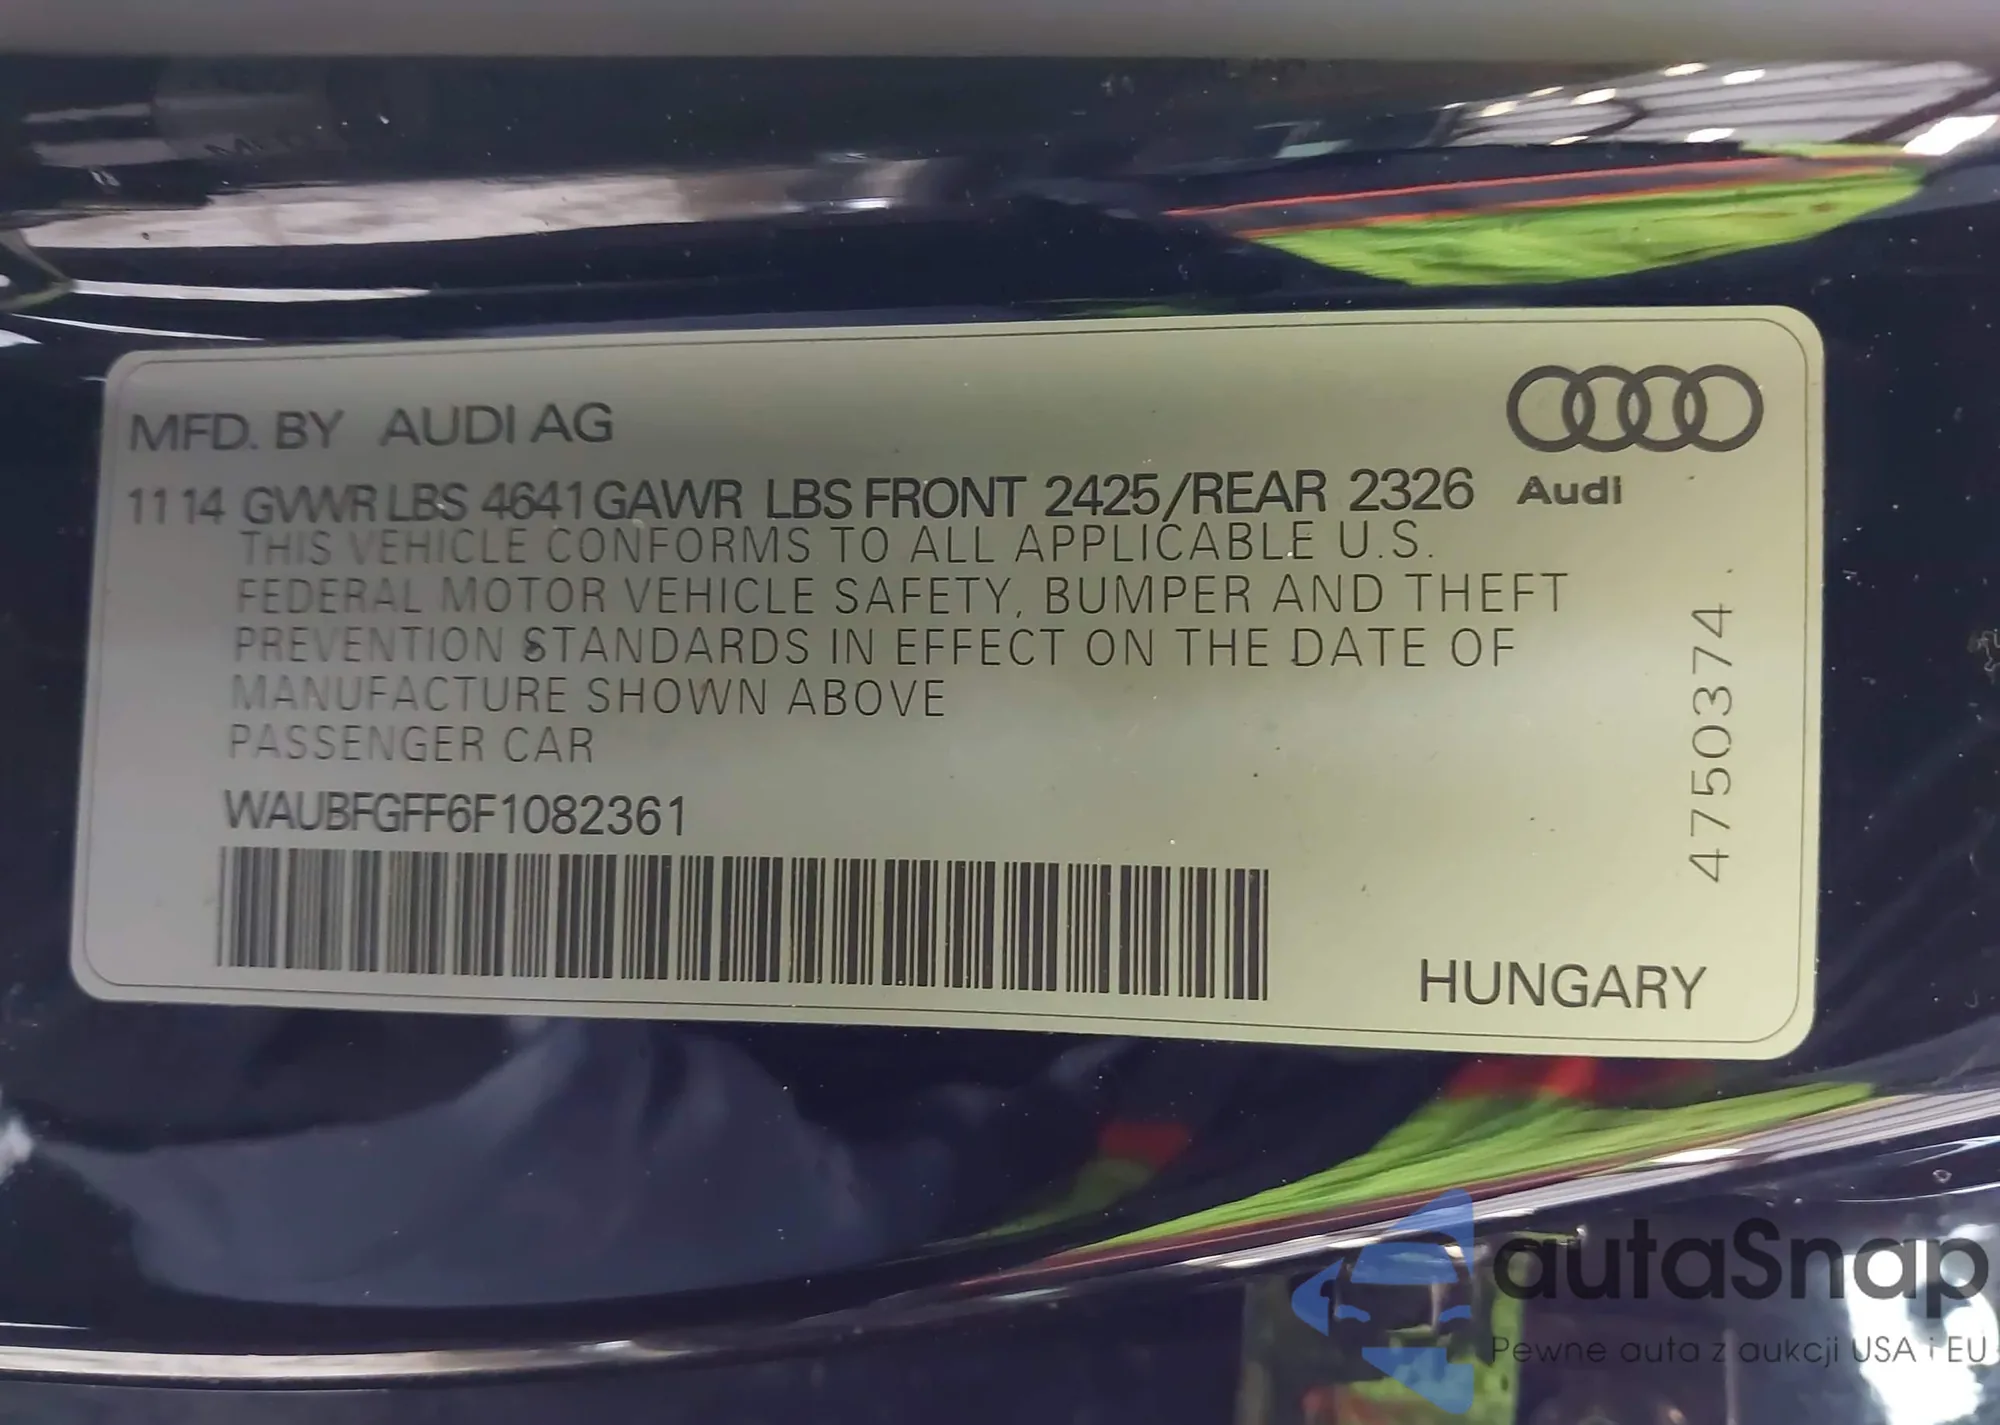 MFD. BY AUDI AG
11 14 GVWR LBS 4641 GAWR LBS FRONT 2425/REAR 2326
Audi
THIS VEHICLE CONFORMS TO ALL APPLICABLE U.S.
FEDERAL MOTOR VEHICLE SAFETY, BUMPER AND THEFT
PREVENTION STANDARDS IN EFFECT ON THE DATE OF
MANUFACTURE SHOWN ABOVE
PASSENGER CAR
WAUBFGFF6F1082361
4750374
HUNGARY
autaSnap
Pewne auta z aukcji USA i EU